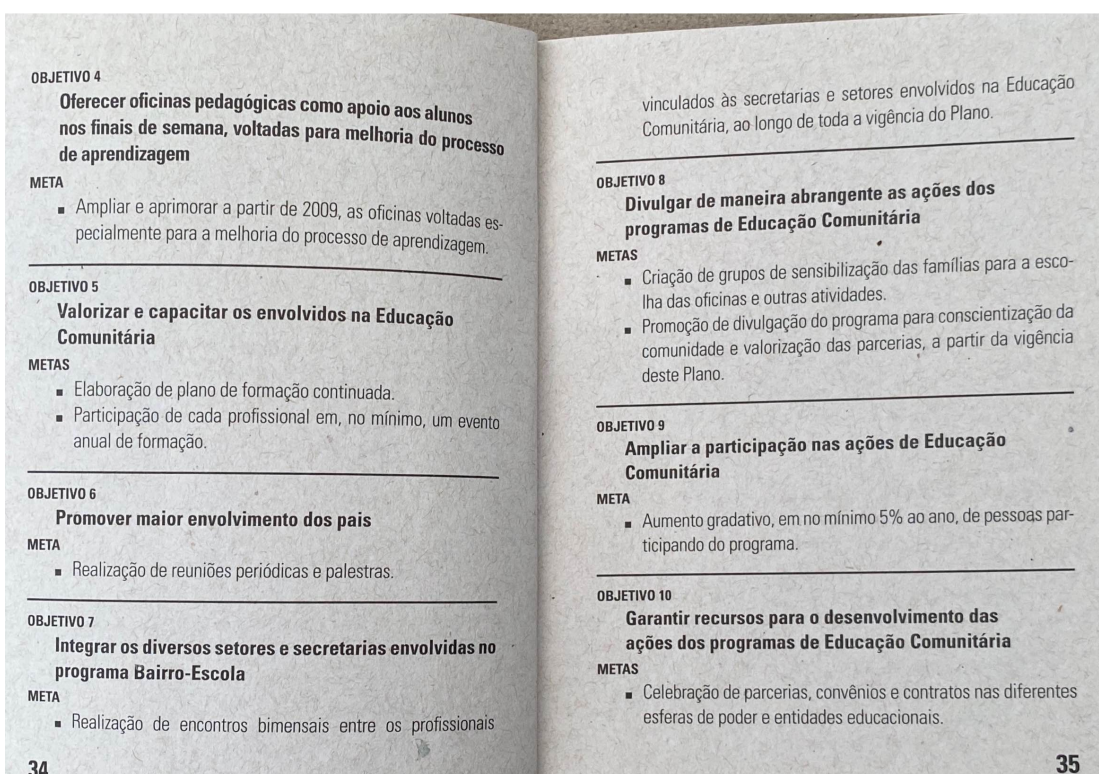 OBJETIVO 4
Oferecer oficinas pedagógicas como apoio aos alunos
nos finais de semana, voltadas para melhoria do processo
de aprendizagem
META
▪ Ampliar e aprimorar a partir de 2009, as oficinas voltadas es-
pecialmente para a melhoria do processo de aprendizagem.
OBJETIVO 5
Valorizar e capacitar os envolvidos na Educação
Comunitária
METAS
▪ Elaboração de plano de formação continuada.
▪ Participação de cada profissional em, no mínimo, um evento
anual de formação.
OBJETIVO 6
Promover maior envolvimento dos pais
META
▪ Realização de reuniões periódicas e palestras.
OBJETIVO 7
Integrar os diversos setores e secretarias envolvidas no
programa Bairro-Escola
META
▪ Realização de encontros bimensais entre os profissionais
34
vinculados às secretarias e setores envolvidos na Educação
Comunitária, ao longo de toda a vigência do Plano.
OBJETIVO 8
Divulgar de maneira abrangente as ações dos
programas de Educação Comunitária
METAS
▪ Criação de grupos de sensibilização das famílias para a esco-
lha das oficinas e outras atividades.
▪ Promoção de divulgação do programa para conscientização da
comunidade e valorização das parcerias, a partir da vigência
deste Plano.
OBJETIVO 9
Ampliar a participação nas ações de Educação
Comunitária
META
▪ Aumento gradativo, em no mínimo 5% ao ano, de pessoas par-
ticipando do programa.
OBJETIVO 10
Garantir recursos para o desenvolvimento das
ações dos programas de Educação Comunitária
METAS
▪ Celebração de parcerias, convênios e contratos nas diferentes
esferas de poder e entidades educacionais.
35